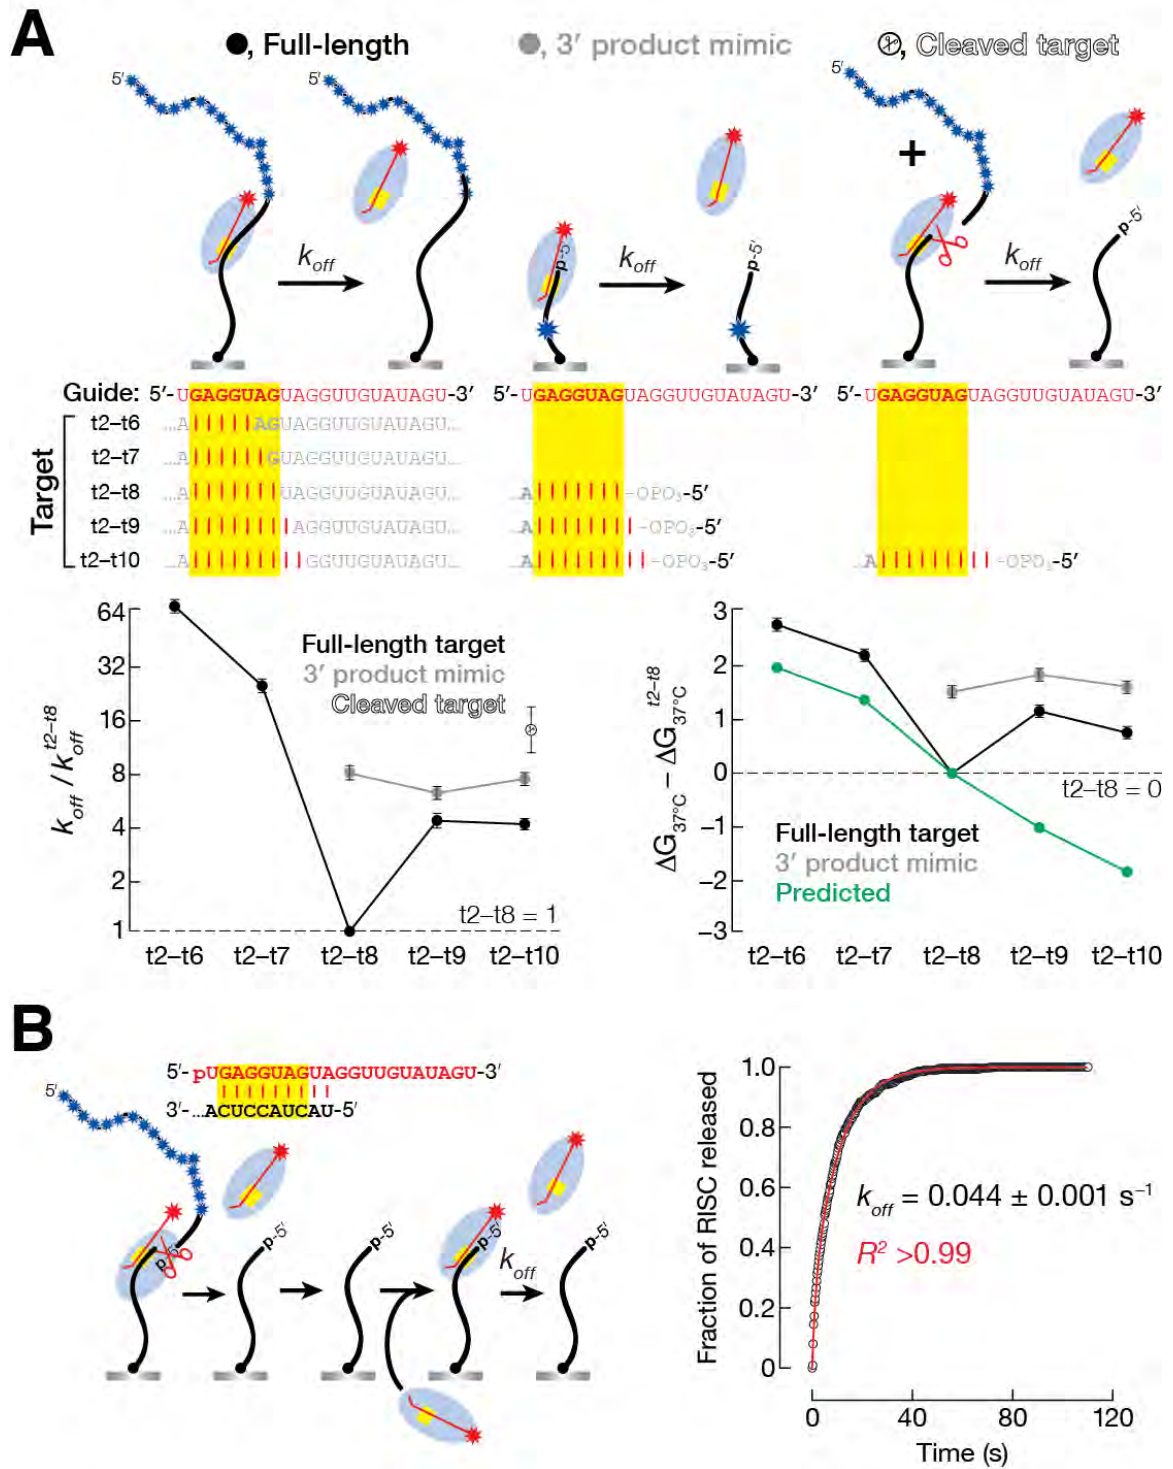 A
●, Full-length
●, 3′ product mimic
, Cleaved target
5′
5′
5′
+
k_off
p-5′
k_off
p-5′
k_off
p-5′
Guide: 5′-UGAGGUAGUAGGUUGUAUAGU-3′
5′-UGAGGUAGUAGGUUGUAUAGU-3′
5′-UGAGGUAGUAGGUUGUAUAGU-3′
Target
t2–t6 ...A|||||AGUAGGUUGUAUAGU...
t2–t7 ...A||||||GUAGGUUGUAUAGU...
t2–t8 ...A|||||||UAGGUUGUAUAGU... ...A|||||||-OPO₃-5′
t2–t9 ...A||||||||AGGUUGUAUAGU... ...A||||||||-OPO₃-5′
t2–t10 ...A|||||||||GGUUGUAUAGU... ...A|||||||||-OPO₃-5′ ...A|||||||||-OPO₃-5′
k_off / k_off^t2–t8
64
32
16
8
4
2
1
Full-length target
3′ product mimic
Cleaved target
t2–t8 = 1
t2–t6 t2–t7 t2–t8 t2–t9 t2–t10
ΔG37°C – ΔG37°C^t2–t8
3
2
1
0
–1
–2
–3
t2–t8 = 0
Full-length target
3′ product mimic
Predicted
t2–t6 t2–t7 t2–t8 t2–t9 t2–t10
B
5′- pUGAGGUAGUAGGUUGUAUAGU-3′
3′-...ACUCCAUCAU-5′
5′
p-5′
p-5′
p-5′
p-5′
k_off
p-5′
Fraction of RISC released
1.0
0.8
0.6
0.4
0.2
0
k_off = 0.044 ± 0.001 s⁻¹
R² >0.99
0 40 80 120
Time (s)